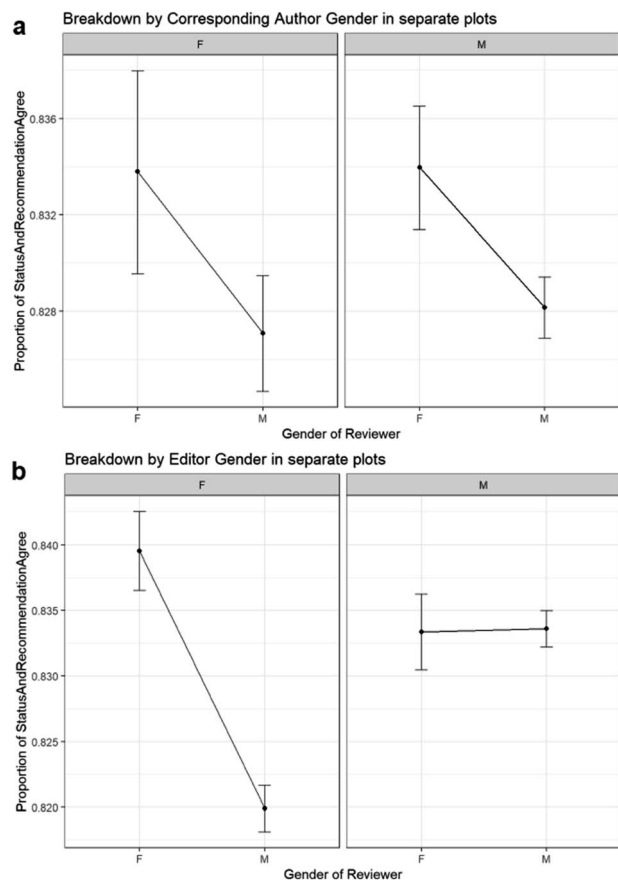 a
Breakdown by Corresponding Author Gender in separate plots
F
M
Proportion of StatusAndRecommendationAgree
0.836
0.832
0.828
F
M
F
M
Gender of Reviewer
b
Breakdown by Editor Gender in separate plots
F
M
Proportion of StatusAndRecommendationAgree
0.840
0.835
0.830
0.825
0.820
F
M
F
M
Gender of Reviewer